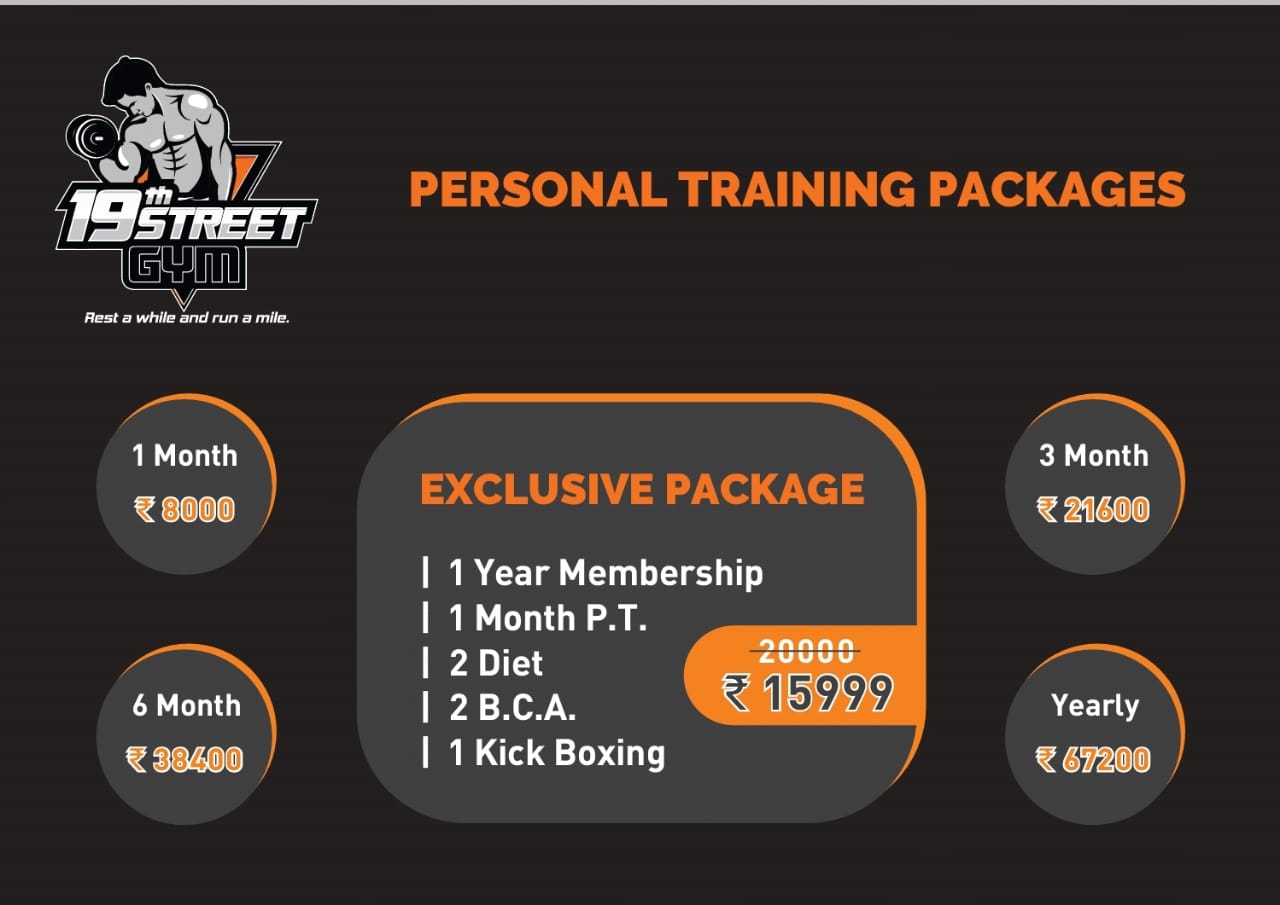 19th STREET
GYM
Rest a while and run a mile.
PERSONAL TRAINING PACKAGES
1 Month
₹ 8000
EXCLUSIVE PACKAGE
| 1 Year Membership
| 1 Month P.T.
| 2 Diet
| 2 B.C.A.
| 1 Kick Boxing
20000
₹ 15999
3 Month
₹ 21600
6 Month
₹ 38400
Yearly
₹ 67200